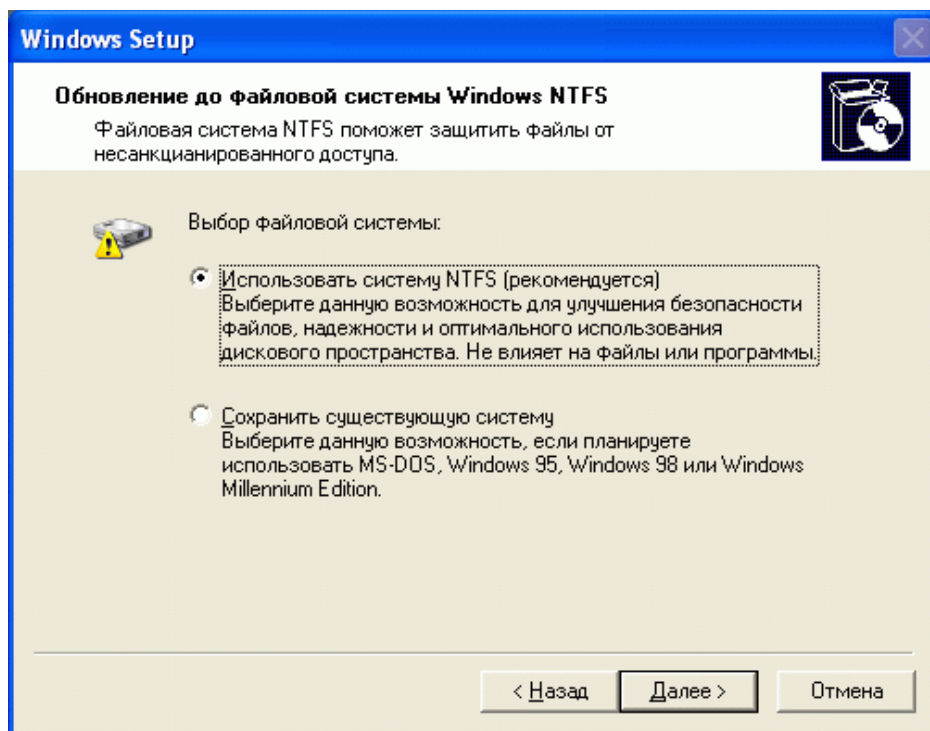 Windows Setup
Обновление до файловой системы Windows NTFS
Файловая система NTFS поможет защитить файлы от
несанкцианированного доступа.
Выбор файловой системы:
Использовать систему NTFS (рекомендуется)
Выберите данную возможность для улучшения безопасности
файлов, надежности и оптимального использования
дискового пространства. Не влияет на файлы или программы.
Сохранить существующую систему
Выберите данную возможность, если планируете
использовать MS-DOS, Windows 95, Windows 98 или Windows
Millennium Edition.
< Назад
Далее >
Отмена